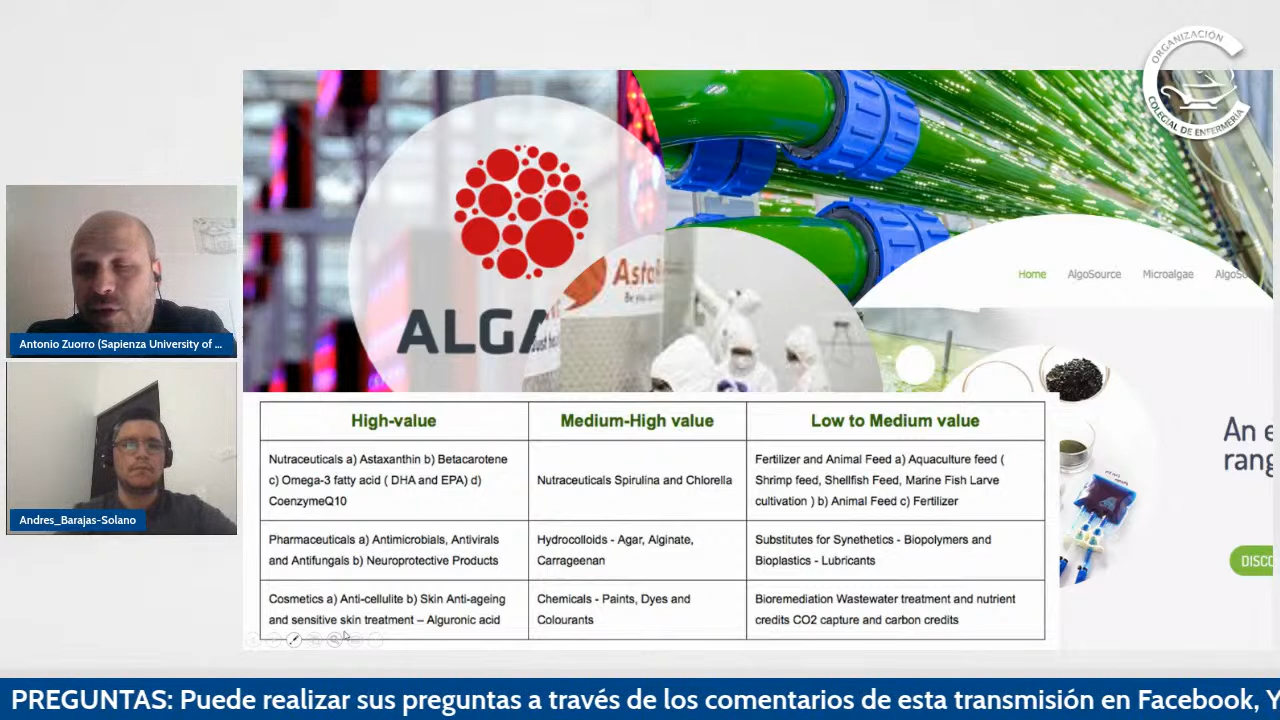 ORGANIZACIÓN
COLEGIAL DE ENFERMERÍA
Antonio Zuorro (Sapienza University of ...
Andres_Barajas-Solano
ALGA
Asta
Be you
Home AlgoSource Microalgae AlgoSo
An e
rang
DISCO
High-value Medium-High value Low to Medium value
Nutraceuticals a) Astaxanthin b) Betacarotene
c) Omega-3 fatty acid ( DHA and EPA) d)
CoenzymeQ10
Nutraceuticals Spirulina and Chlorella
Fertilizer and Animal Feed a) Aquaculture feed (
Shrimp feed, Shellfish Feed, Marine Fish Larve
cultivation ) b) Animal Feed c) Fertilizer
Pharmaceuticals a) Antimicrobials, Antivirals
and Antifungals b) Neuroprotective Products
Hydrocolloids - Agar, Alginate,
Carrageenan
Substitutes for Synethetics - Biopolymers and
Bioplastics - Lubricants
Cosmetics a) Anti-cellulite b) Skin Anti-ageing
and sensitive skin treatment – Alguronic acid
Chemicals - Paints, Dyes and
Colourants
Bioremediation Wastewater treatment and nutrient
credits CO2 capture and carbon credits
PREGUNTAS: Puede realizar sus preguntas a través de los comentarios de esta transmisión en Facebook, Y